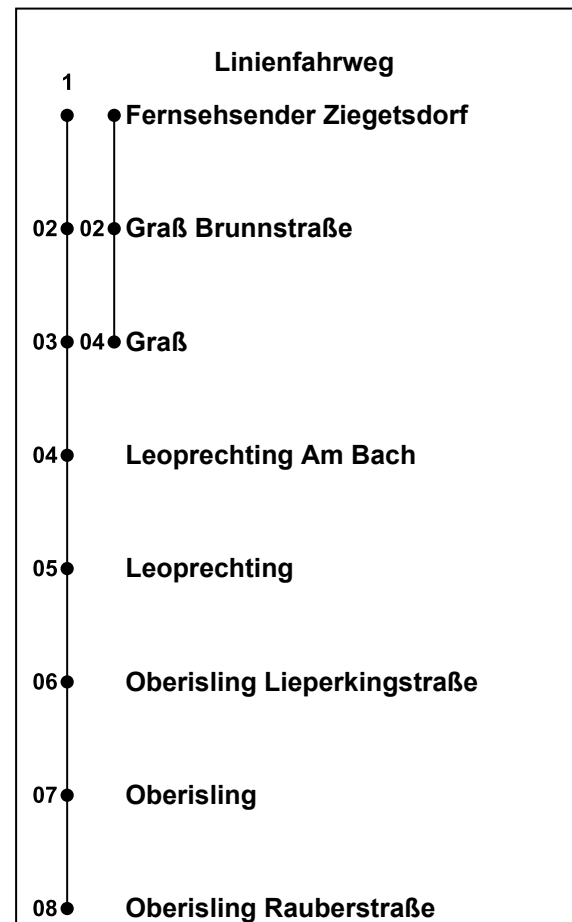 Linienfahrweg
1
Fernsehsender Ziegetsdorf
02 02 Graß Brunnstraße
03 04 Graß
04 Leoprechting Am Bach
05 Leoprechting
06 Oberisling Lieperkingstraße
07 Oberisling
08 Oberisling Rauberstraße